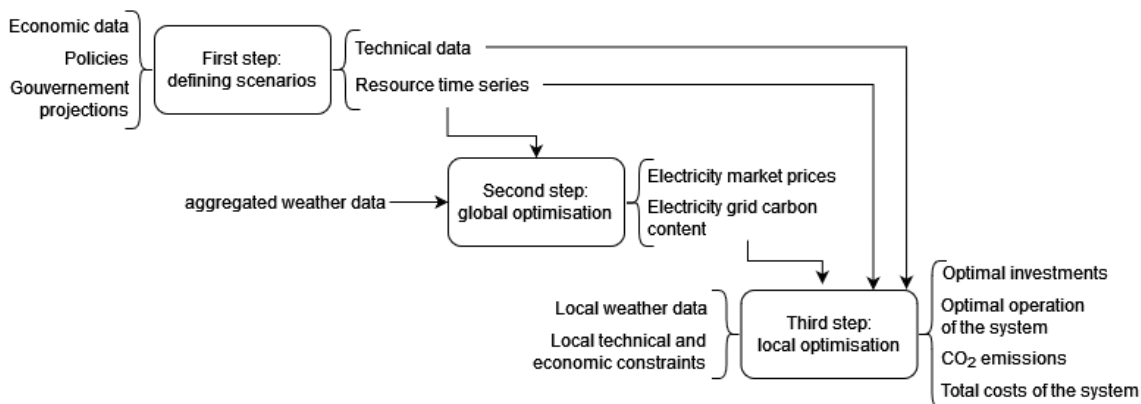 Economic data
Policies
Gouvernement
projections
First step:
defining scenarios
Technical data
Resource time series
aggregated weather data
Second step:
global optimisation
Electricity market prices
Electricity grid carbon
content
Local weather data
Local technical and
economic constraints
Third step:
local optimisation
Optimal investments
Optimal operation
of the system
CO₂ emissions
Total costs of the system